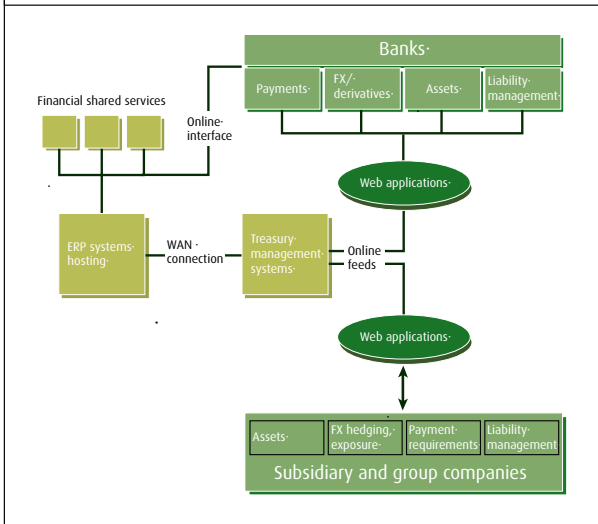 Banks·
Payments·
FX/·
derivatives·
Assets·
Liability·
management·
Financial shared services
Online·
interface
Web applications·
ERP systems·
hosting·
WAN ·
connection
Treasury·
management·
systems·
Online
feeds
Web applications·
Assets·
FX hedging,·
exposure·
Payment·
requirements·
Liability·
management
Subsidiary and group companies